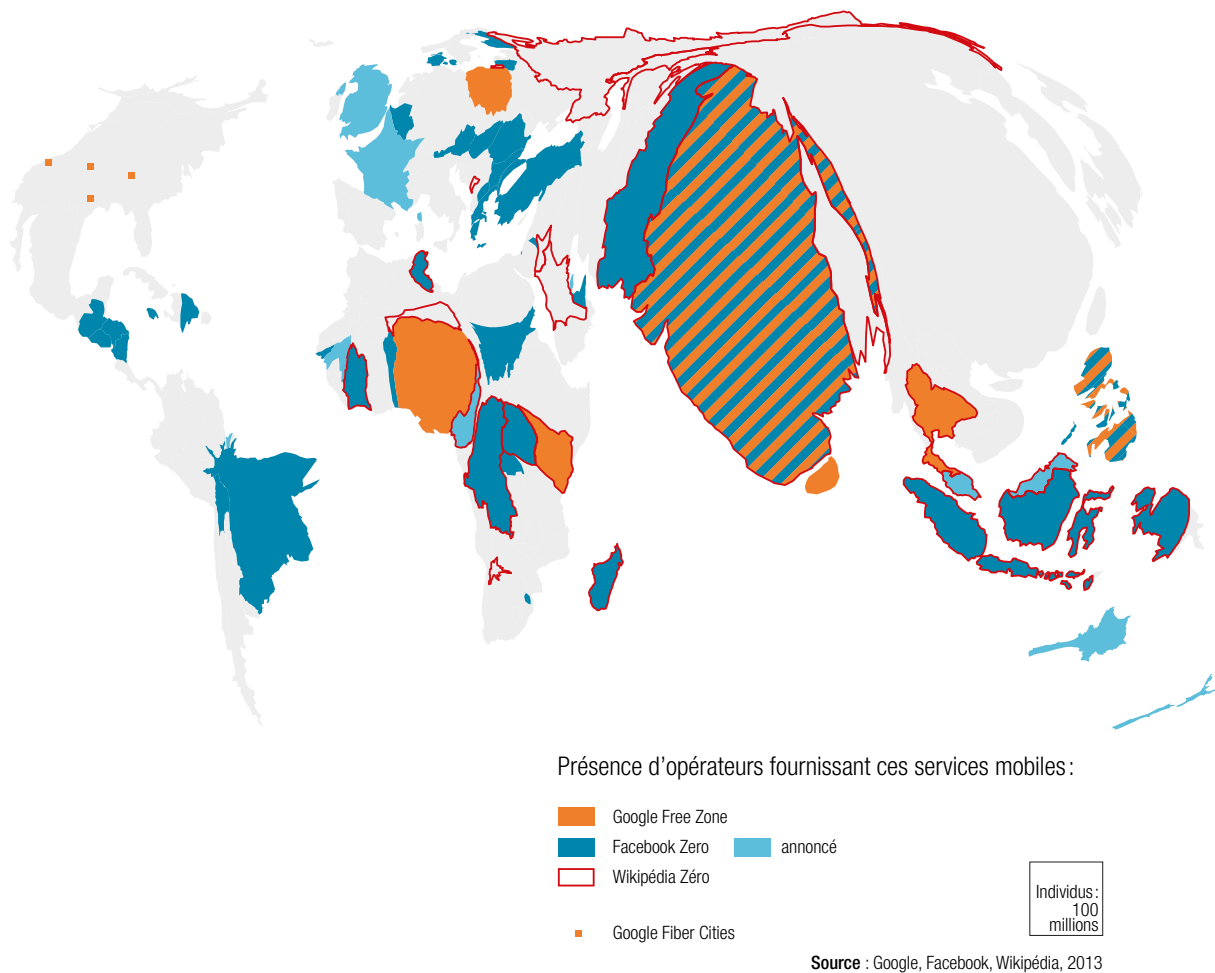 Présence d’opérateurs fournissant ces services mobiles :
Google Free Zone
Facebook Zero
annoncé
Wikipédia Zéro
Google Fiber Cities
Individus :
100
millions
Source : Google, Facebook, Wikipédia, 2013